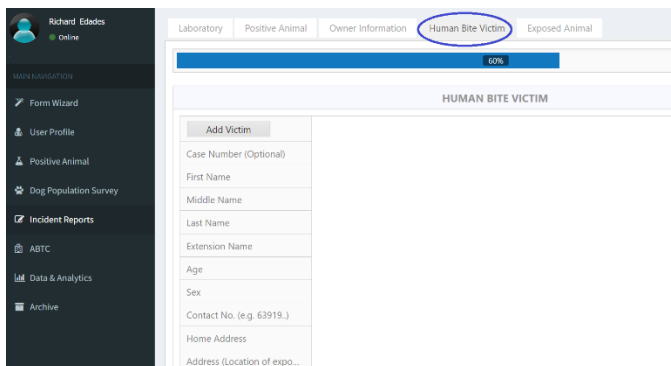 Richard Edades
Online
MAIN NAVIGATION
Form Wizard
User Profile
Positive Animal
Dog Population Survey
Incident Reports
ABTC
Data & Analytics
Archive
Laboratory Positive Animal Owner Information Human Bite Victim Exposed Animal
60%
HUMAN BITE VICTIM
Add Victim
Case Number (Optional)
First Name
Middle Name
Last Name
Extension Name
Age
Sex
Contact No. (e.g. 63919..)
Home Address
Address (Location of expo...